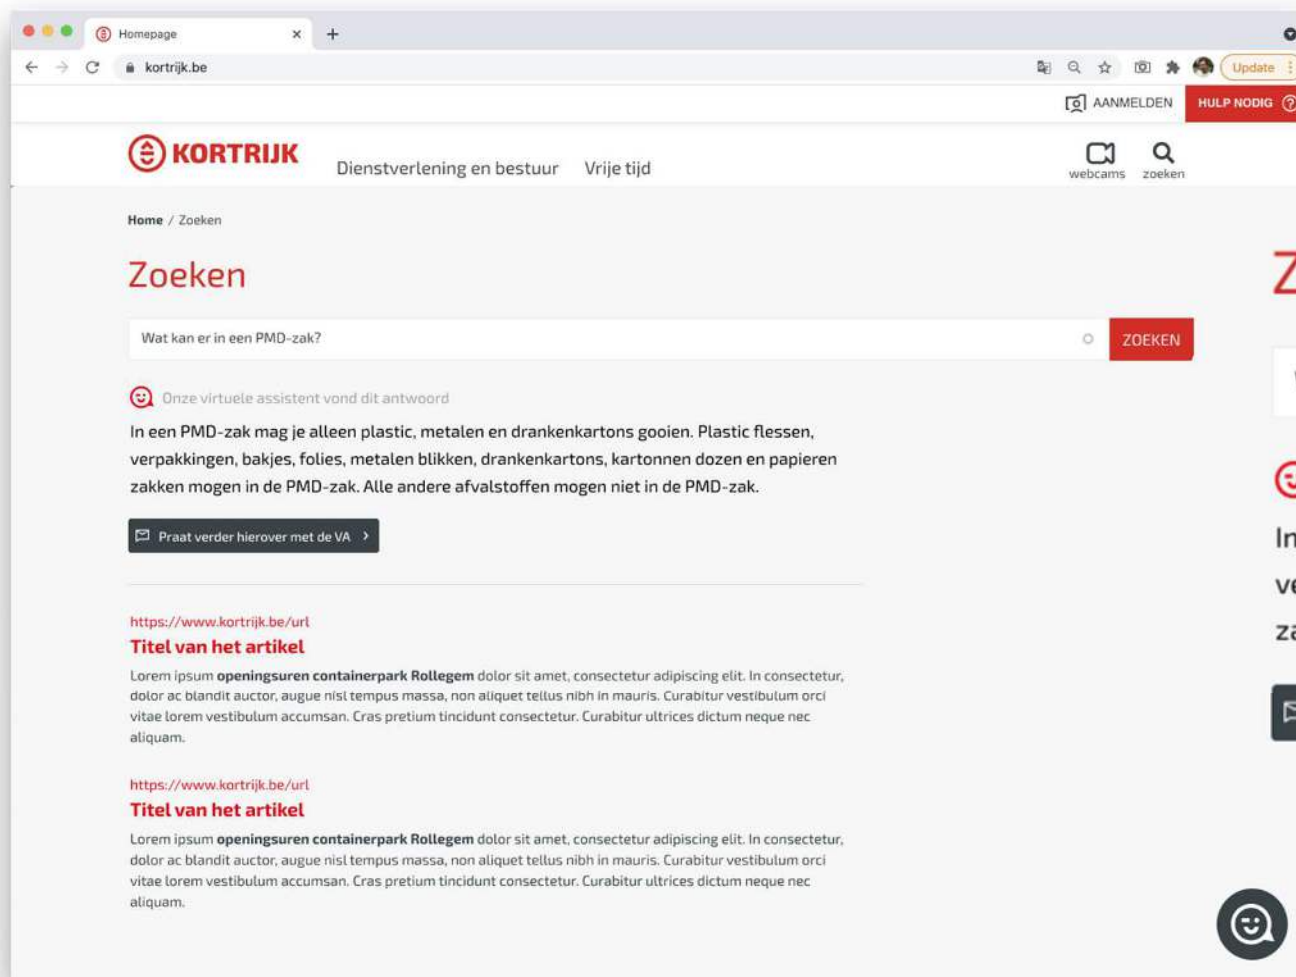 Homepage
kortrijk.be
Update
AANMELDEN
HULP NODIG
KORTRIJK
Dienstverlening en bestuur
Vrije tijd
webcams
zoeken
Home / Zoeken
Zoeken
Wat kan er in een PMD-zak?
ZOEKEN
Onze virtuele assistent vond dit antwoord
In een PMD-zak mag je alleen plastic, metalen en drankenkartons gooien. Plastic flessen,
verpakkingen, bakjes, folies, metalen blikken, drankenkartons, kartonnen dozen en papieren
zakken mogen in de PMD-zak. Alle andere afvalstoffen mogen niet in de PMD-zak.
Praat verder hierover met de VA
https://www.kortrijk.be/url
Titel van het artikel
Lorem ipsum openingsuren containerpark Rollegem dolor sit amet, consectetur adipiscing elit. In consectetur,
dolor ac blandit auctor, augue nisl tempus massa, non aliquet tellus nibh in mauris. Curabitur vestibulum orci
vitae lorem vestibulum accumsan. Cras pretium tincidunt consectetur. Curabitur ultrices dictum neque nec
aliquam.
https://www.kortrijk.be/url
Titel van het artikel
Lorem ipsum openingsuren containerpark Rollegem dolor sit amet, consectetur adipiscing elit. In consectetur,
dolor ac blandit auctor, augue nisl tempus massa, non aliquet tellus nibh in mauris. Curabitur vestibulum orci
vitae lorem vestibulum accumsan. Cras pretium tincidunt consectetur. Curabitur ultrices dictum neque nec
aliquam.
Z
In
ve
za